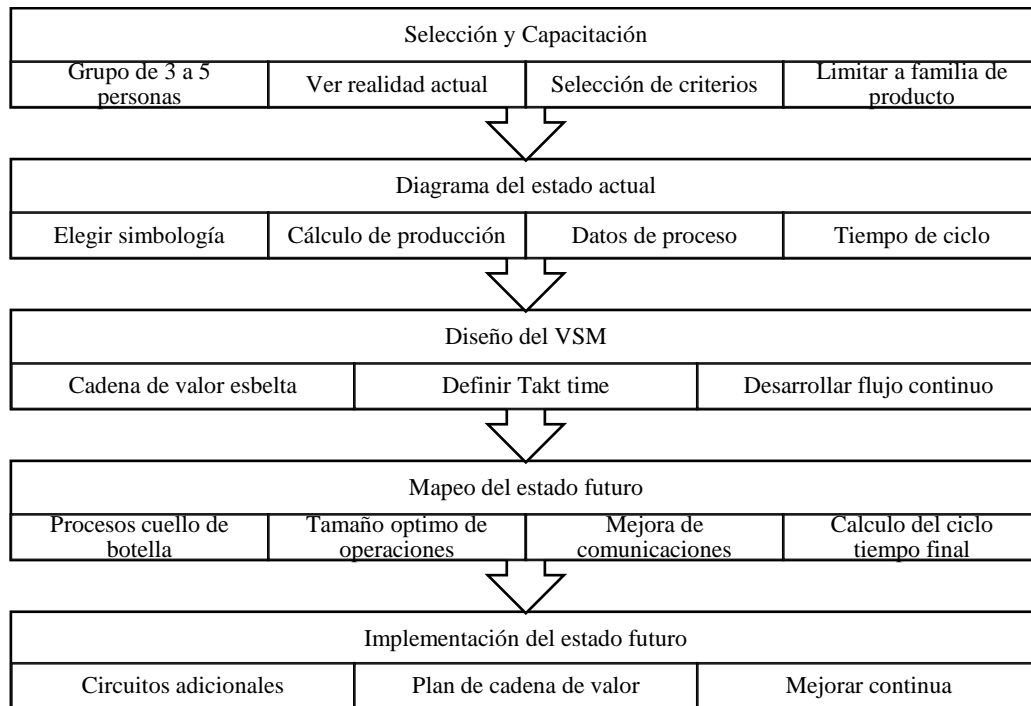 Selección y Capacitación
Grupo de 3 a 5
personas
Ver realidad actual
Selección de criterios
Limitar a familia de
producto
Diagrama del estado actual
Elegir simbología
Cálculo de producción
Datos de proceso
Tiempo de ciclo
Diseño del VSM
Cadena de valor esbelta
Definir Takt time
Desarrollar flujo continuo
Mapeo del estado futuro
Procesos cuello de
botella
Tamaño optimo de
operaciones
Mejora de
comunicaciones
Calculo del ciclo
tiempo final
Implementación del estado futuro
Circuitos adicionales
Plan de cadena de valor
Mejorar continua